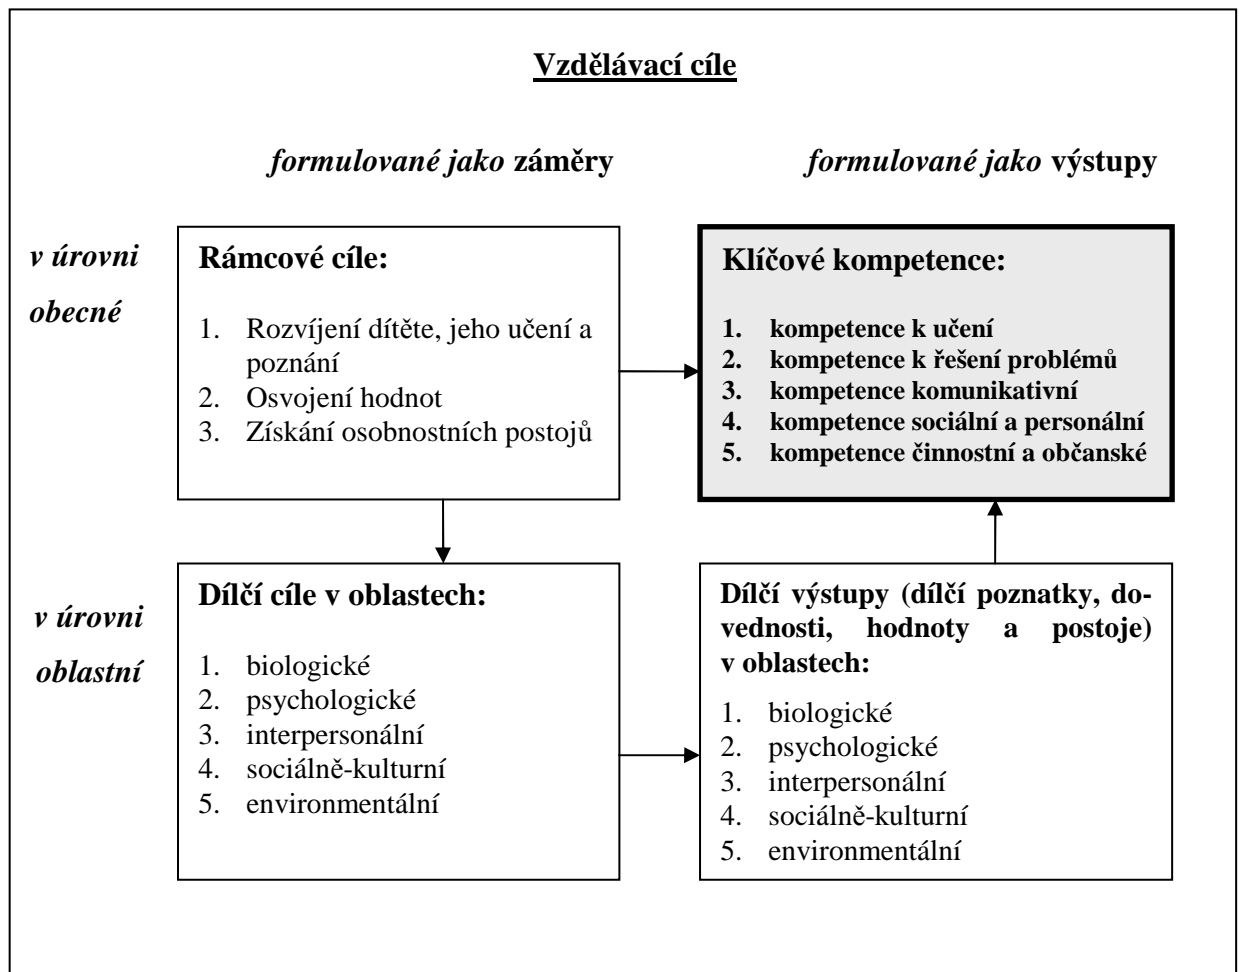 Vzdělávací cíle
formulované jako záměry
formulované jako výstupy
v úrovni
obecné
Rámcové cíle:
1. Rozvíjení dítěte, jeho učení a
poznání
2. Osvojení hodnot
3. Získání osobnostních postojů
Klíčové kompetence:
1. kompetence k učení
2. kompetence k řešení problémů
3. kompetence komunikativní
4. kompetence sociální a personální
5. kompetence činnostní a občanské
v úrovni
oblastní
Dílčí cíle v oblastech:
1. biologické
2. psychologické
3. interpersonální
4. sociálně-kulturní
5. environmentální
Dílčí výstupy (dílčí poznatky, do-
vednosti, hodnoty a postoje)
v oblastech:
1. biologické
2. psychologické
3. interpersonální
4. sociálně-kulturní
5. environmentální